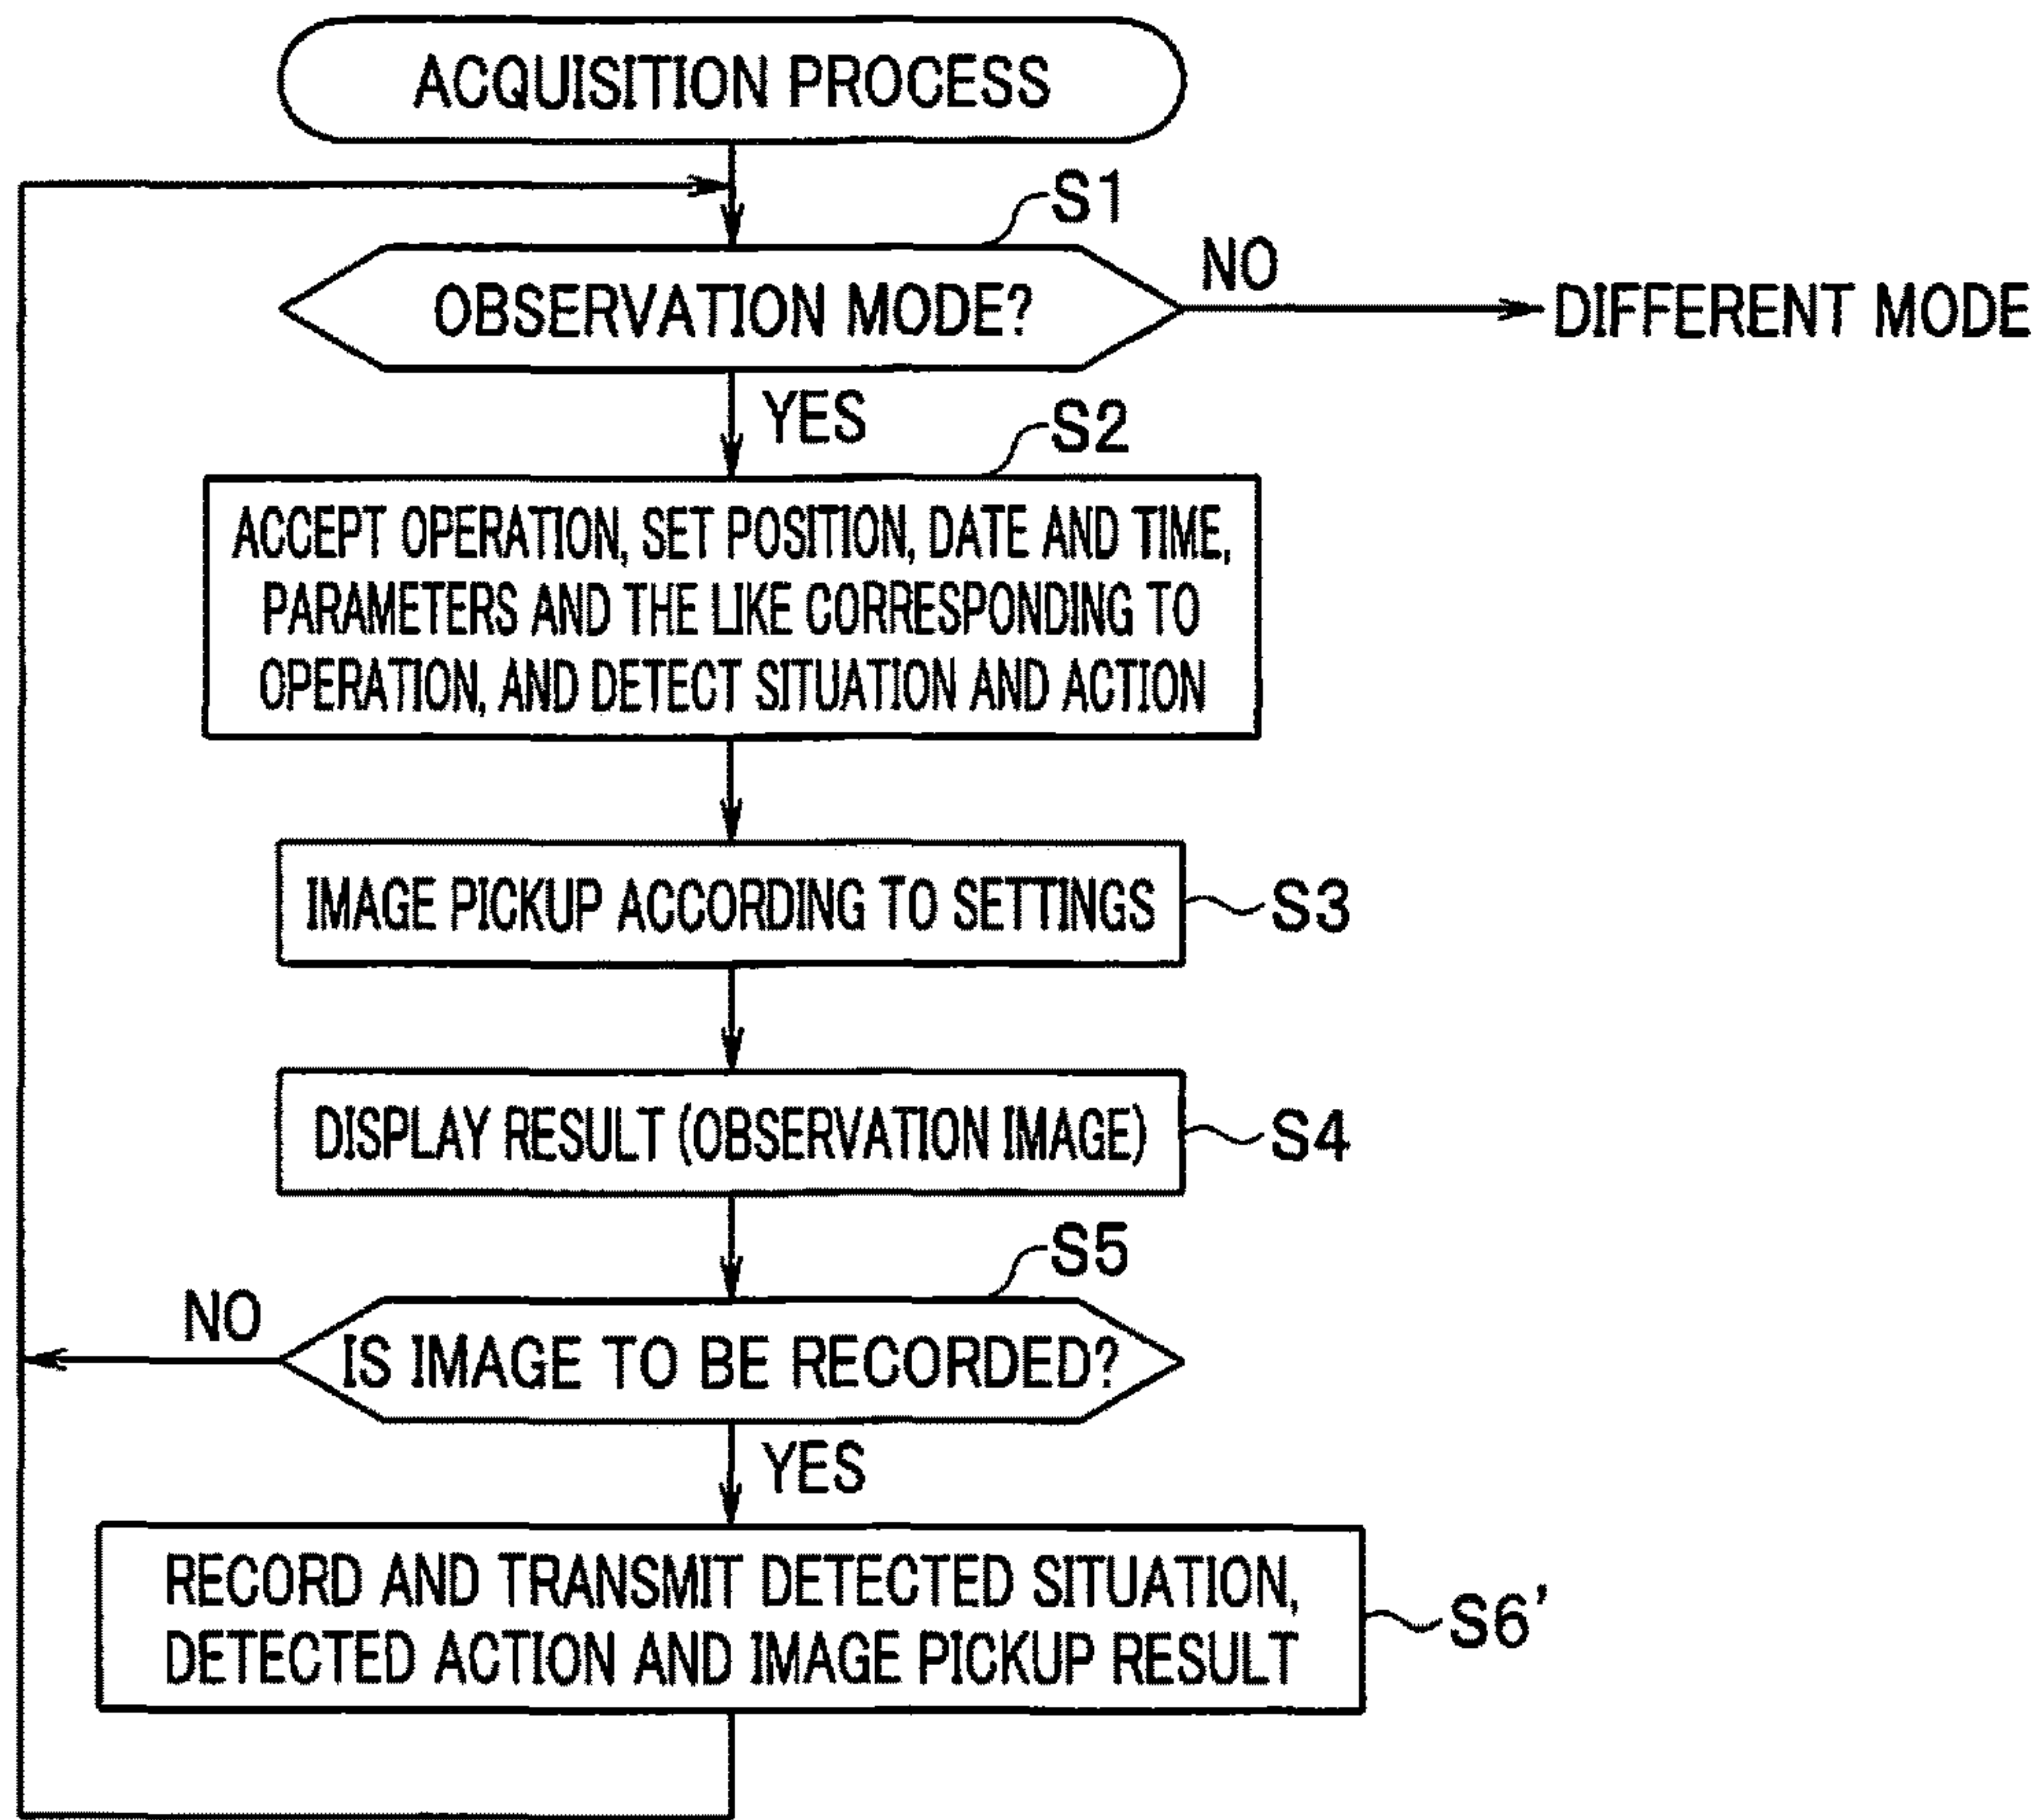 ACQUISITION PROCESS
S1
OBSERVATION MODE?
NO
DIFFERENT MODE
YES
S2
ACCEPT OPERATION, SET POSITION, DATE AND TIME,
PARAMETERS AND THE LIKE CORRESPONDING TO
OPERATION, AND DETECT SITUATION AND ACTION
IMAGE PICKUP ACCORDING TO SETTINGS
S3
DISPLAY RESULT (OBSERVATION IMAGE)
S4
S5
NO
IS IMAGE TO BE RECORDED?
YES
RECORD AND TRANSMIT DETECTED SITUATION,
DETECTED ACTION AND IMAGE PICKUP RESULT
S6'